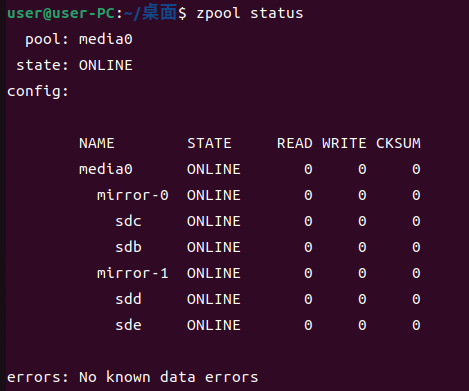 user@user-PC:~/桌面$ zpool status
  pool: media0
 state: ONLINE
config:

        NAME        STATE     READ WRITE CKSUM
        media0      ONLINE       0     0     0
          mirror-0  ONLINE       0     0     0
            sdc     ONLINE       0     0     0
            sdb     ONLINE       0     0     0
          mirror-1  ONLINE       0     0     0
            sdd     ONLINE       0     0     0
            sde     ONLINE       0     0     0

errors: No known data errors